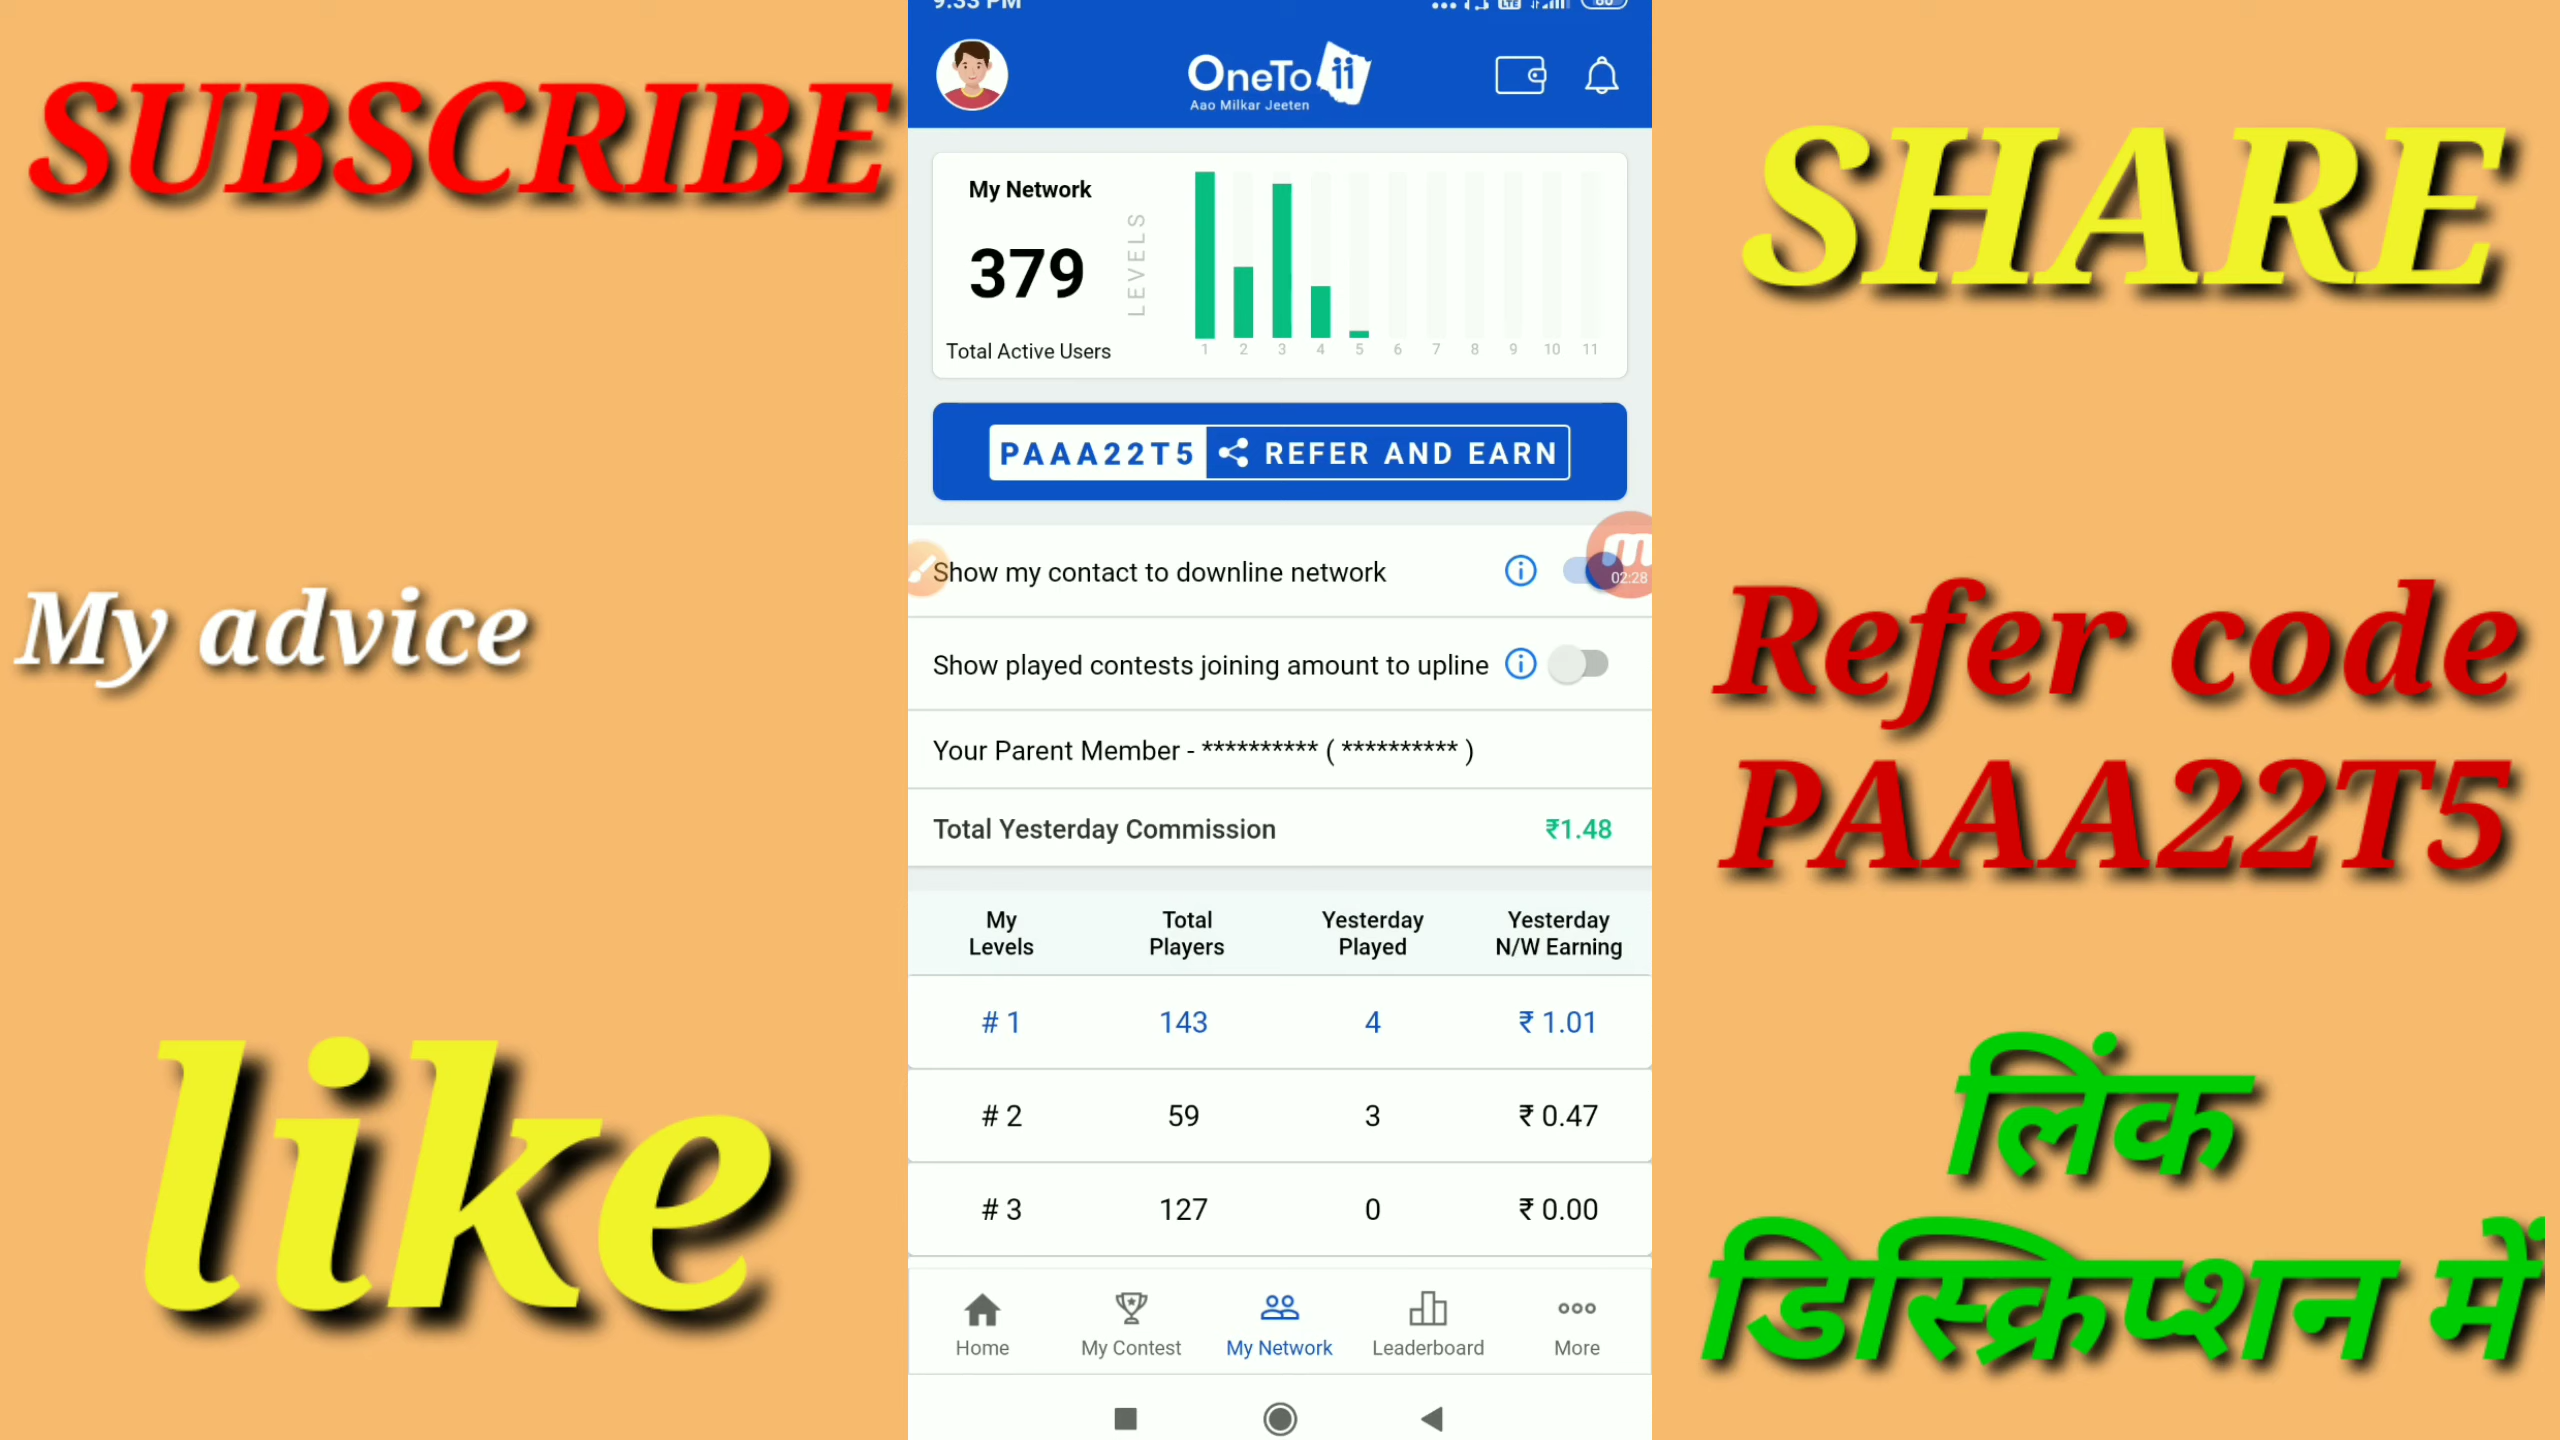 SUBSCRIBE
My advice
like
9:33 PM
OneTo11
Aao Milkar Jeeten
My Network
379
Total Active Users
LEVELS
1 2 3 4 5 6 7 8 9 10 11
PAAA22T5 REFER AND EARN
Show my contact to downline network
02:28
Show played contests joining amount to upline
Your Parent Member - ********** ( ********** )
Total Yesterday Commission ₹1.48
My Levels Total Players Yesterday Played Yesterday N/W Earning
# 1 143 4 ₹ 1.01
# 2 59 3 ₹ 0.47
# 3 127 0 ₹ 0.00
Home My Contest My Network Leaderboard More
SHARE
Refer code
PAAA22T5
लिंक
डिस्क्रिप्शन में